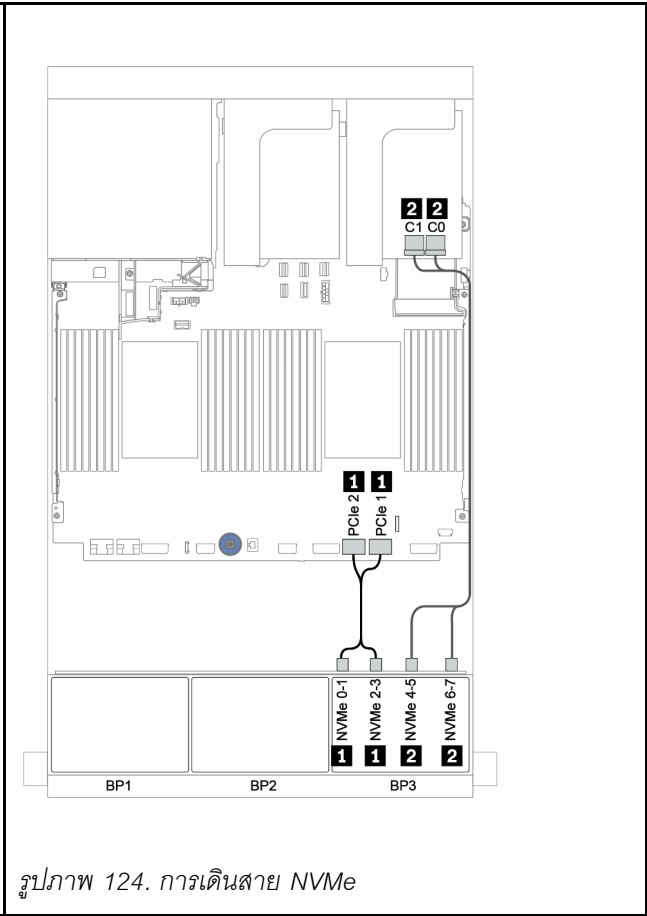 2 2
C1 C0
1 1
PCIe 2
PCIe 1
NVMe 0-1
NVMe 2-3
NVMe 4-5
NVMe 6-7
1 1 2 2
BP1 BP2 BP3
รูปภาพ 124. การเดินสาย NVMe